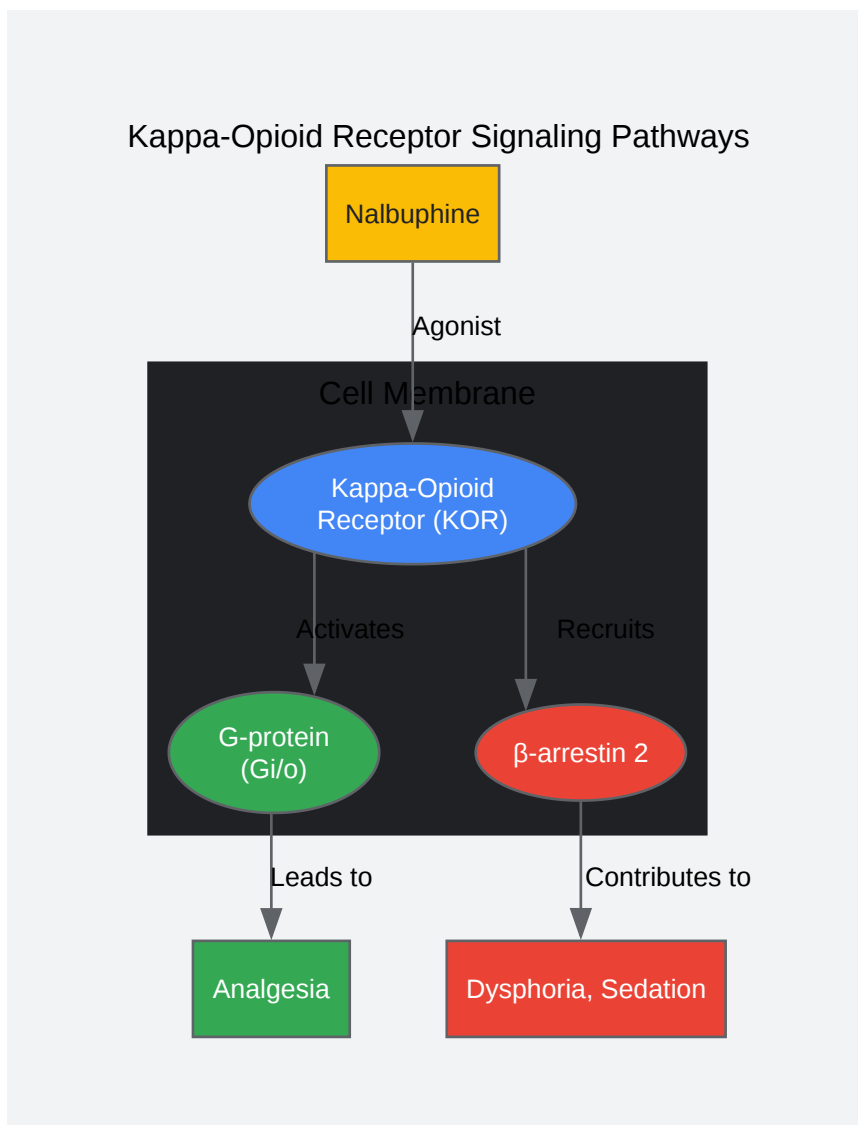 Kappa-Opioid Receptor Signaling Pathways
Nalbuphine
Agonist
Cell Membrane
Kappa-Opioid
Receptor (KOR)
Activates
Recruits
G-protein
(Gi/o)
β-arrestin 2
Leads to
Contributes to
Analgesia
Dysphoria, Sedation